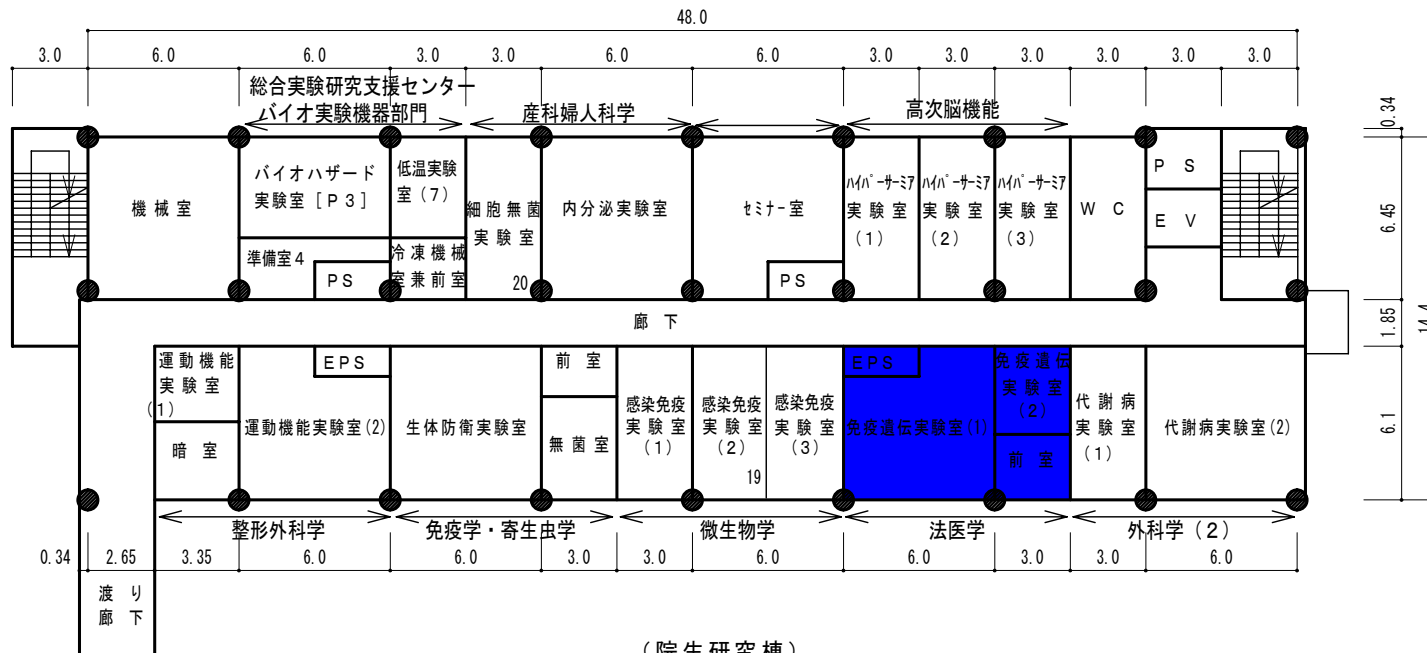 48.0
3.0
6.0
6.0
3.0
3.0
6.0
6.0
3.0
3.0
3.0
3.0
3.0
3.0
総合実験研究支援センター
バイオ実験機器部門
産科婦人科学
高次脳機能
0.34
機械室
バイオハザード
実験室[P3]
低温実験
室(7)
細胞無菌
実験室
20
内分泌実験室
セミナー室
ハイパーサーミア
実験室
(1)
ハイパーサーミア
実験室
(2)
ハイパーサーミア
実験室
(3)
WC
PS
EV
6.45
準備室4
PS
冷凍機械
室兼前室
PS
廊下
1.85
14.4
運動機能
実験室
(1)
暗室
EPS
運動機能実験室(2)
生体防衛実験室
前室
無菌室
感染免疫
実験室
(1)
感染免疫
実験室
(2)
19
感染免疫
実験室
(3)
EPS
免疫遺伝実験室(1)
免疫遺伝
実験室
(2)
前室
代謝病
実験室
(1)
代謝病実験室(2)
6.1
整形外科学
免疫学・寄生虫学
微生物学
法医学
外科学(2)
0.34
2.65
3.35
6.0
6.0
3.0
3.0
6.0
6.0
3.0
3.0
6.0
渡り
廊下
(院生研究棟)